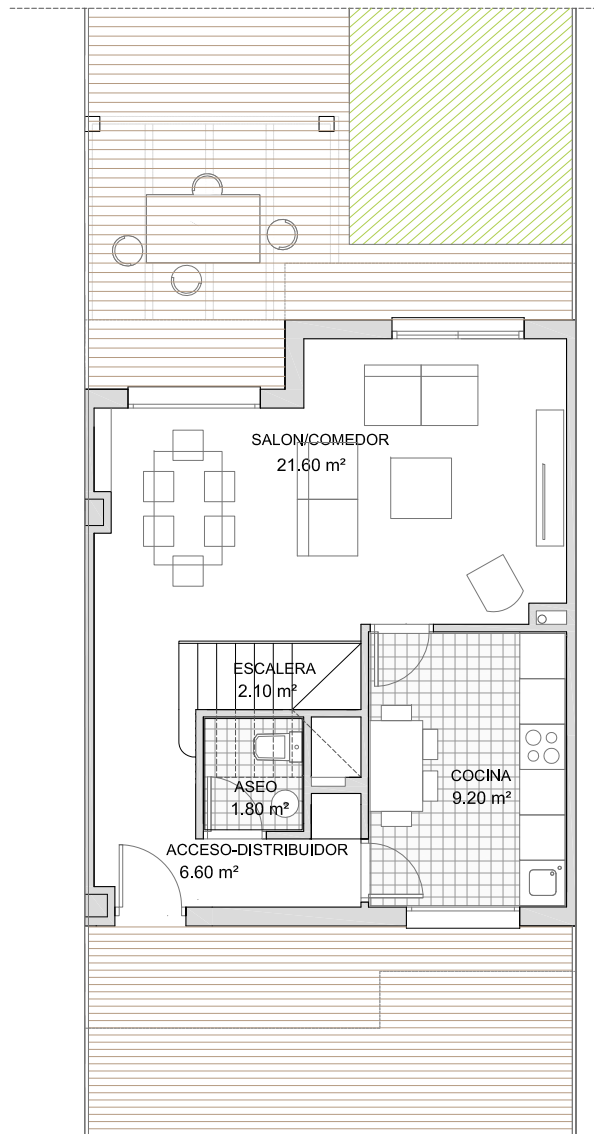 SALON/COMEDOR
21.60 m²
ESCALERA
2.10 m²
ASEO
1.80 m²
COCINA
9.20 m²
ACCESO-DISTRIBUIDOR
6.60 m²